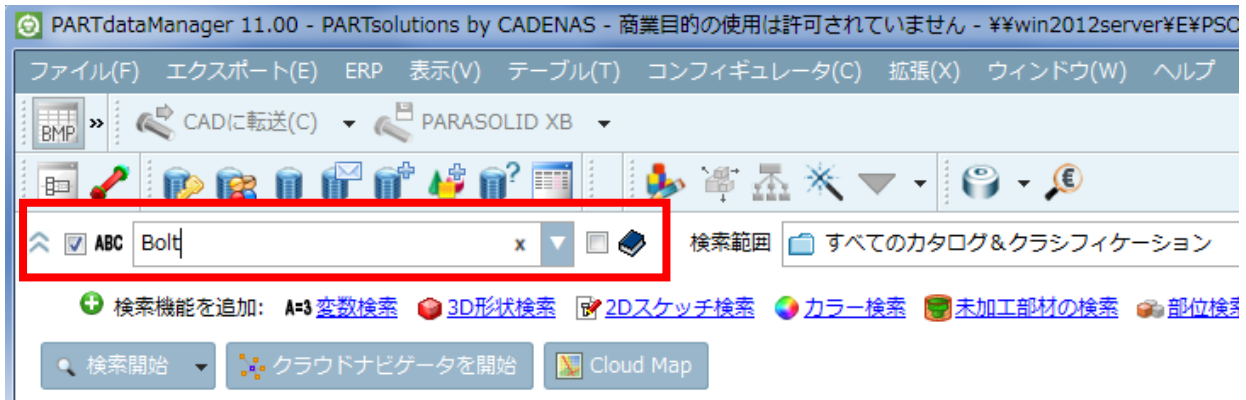 PARTdataManager 11.00 - PARTsolutions by CADENAS - 商業目的の使用は許可されていません - ¥¥win2012server¥E¥PSO
ファイル(F) エクスポート(E) ERP 表示(V) テーブル(T) コンフィギュレータ(C) 拡張(X) ウィンドウ(W) ヘルプ
BMP » CADに転送(C) PARASOLID XB
ABC Bolt x 検索範囲 すべてのカタログ&クラシフィケーション
検索機能を追加: A=3 変数検索 3D形状検索 2Dスケッチ検索 カラー検索 未加工部材の検索 部位検索
検索開始 クラウドナビゲータを開始 Cloud Map